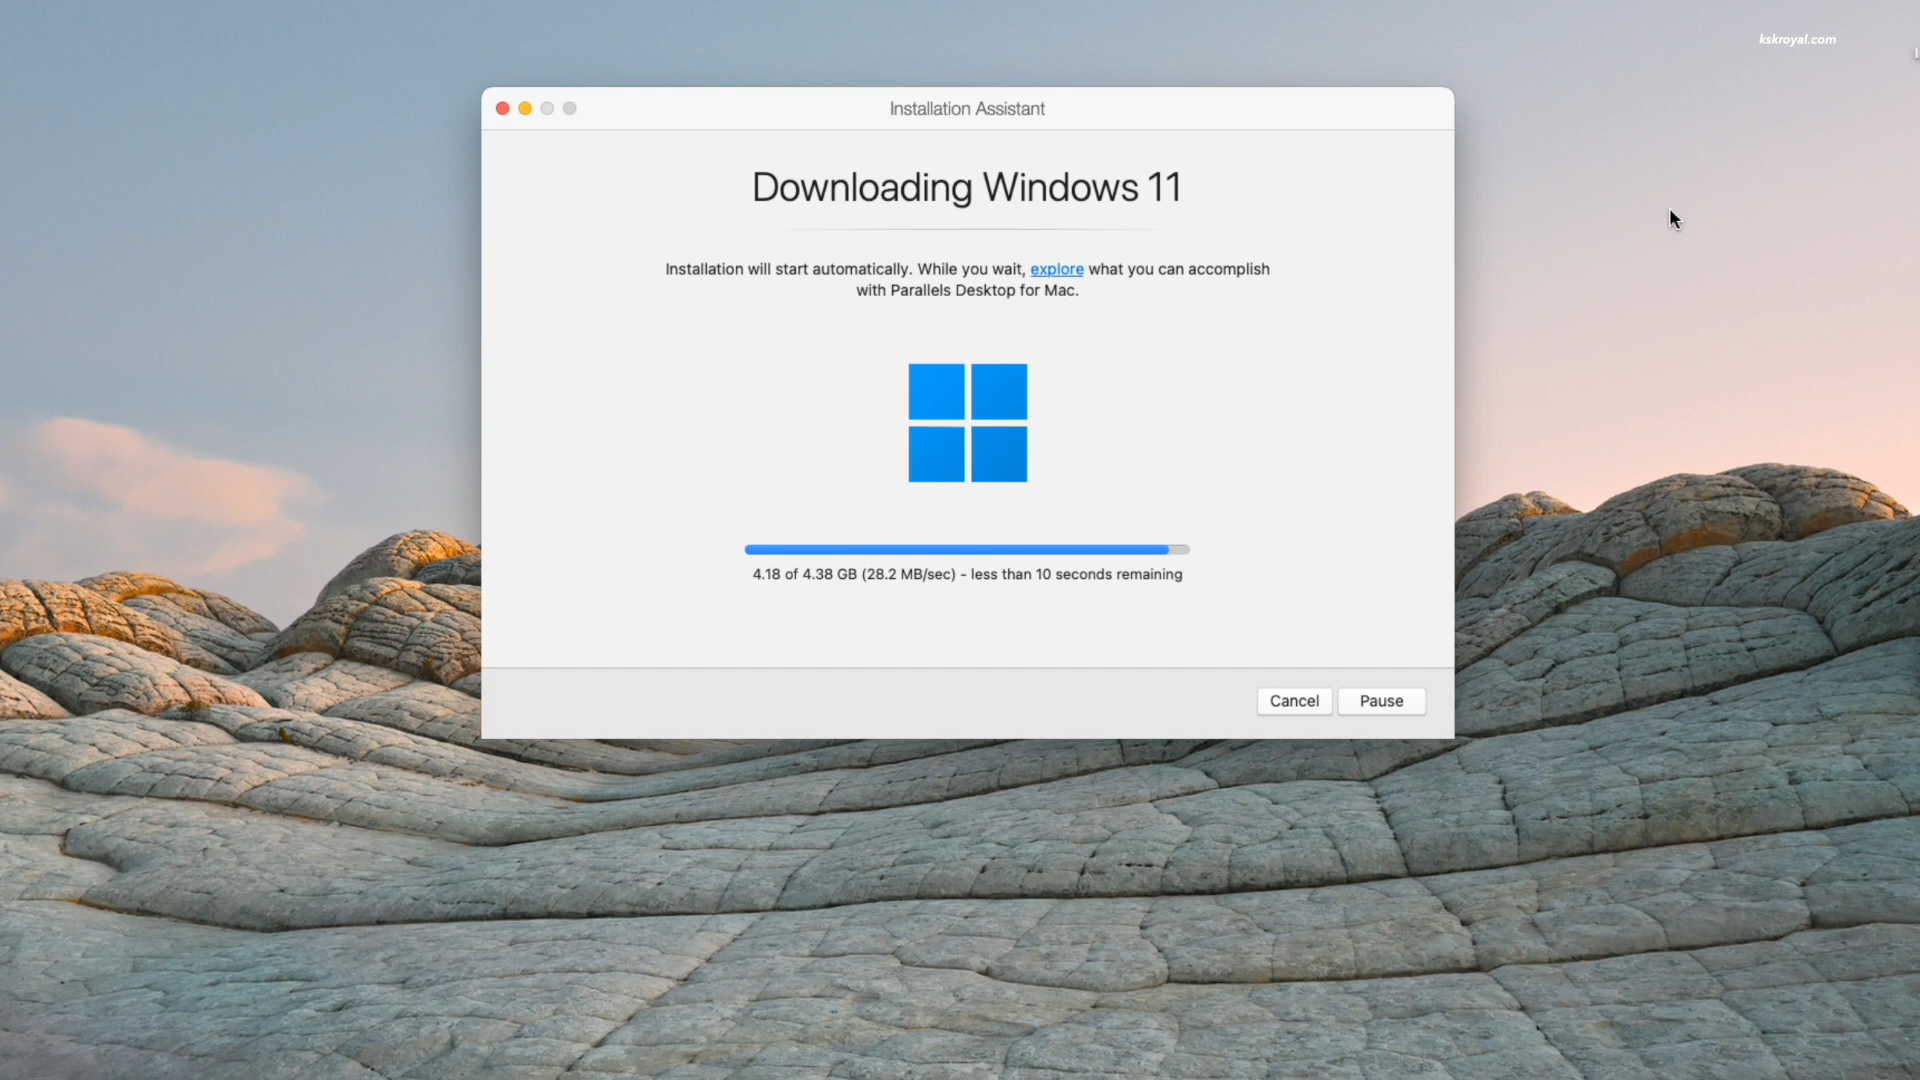 kskroyal.com
Installation Assistant
Downloading Windows 11
Installation will start automatically. While you wait, explore what you can accomplish
with Parallels Desktop for Mac.
4.18 of 4.38 GB (28.2 MB/sec) - less than 10 seconds remaining
Cancel Pause